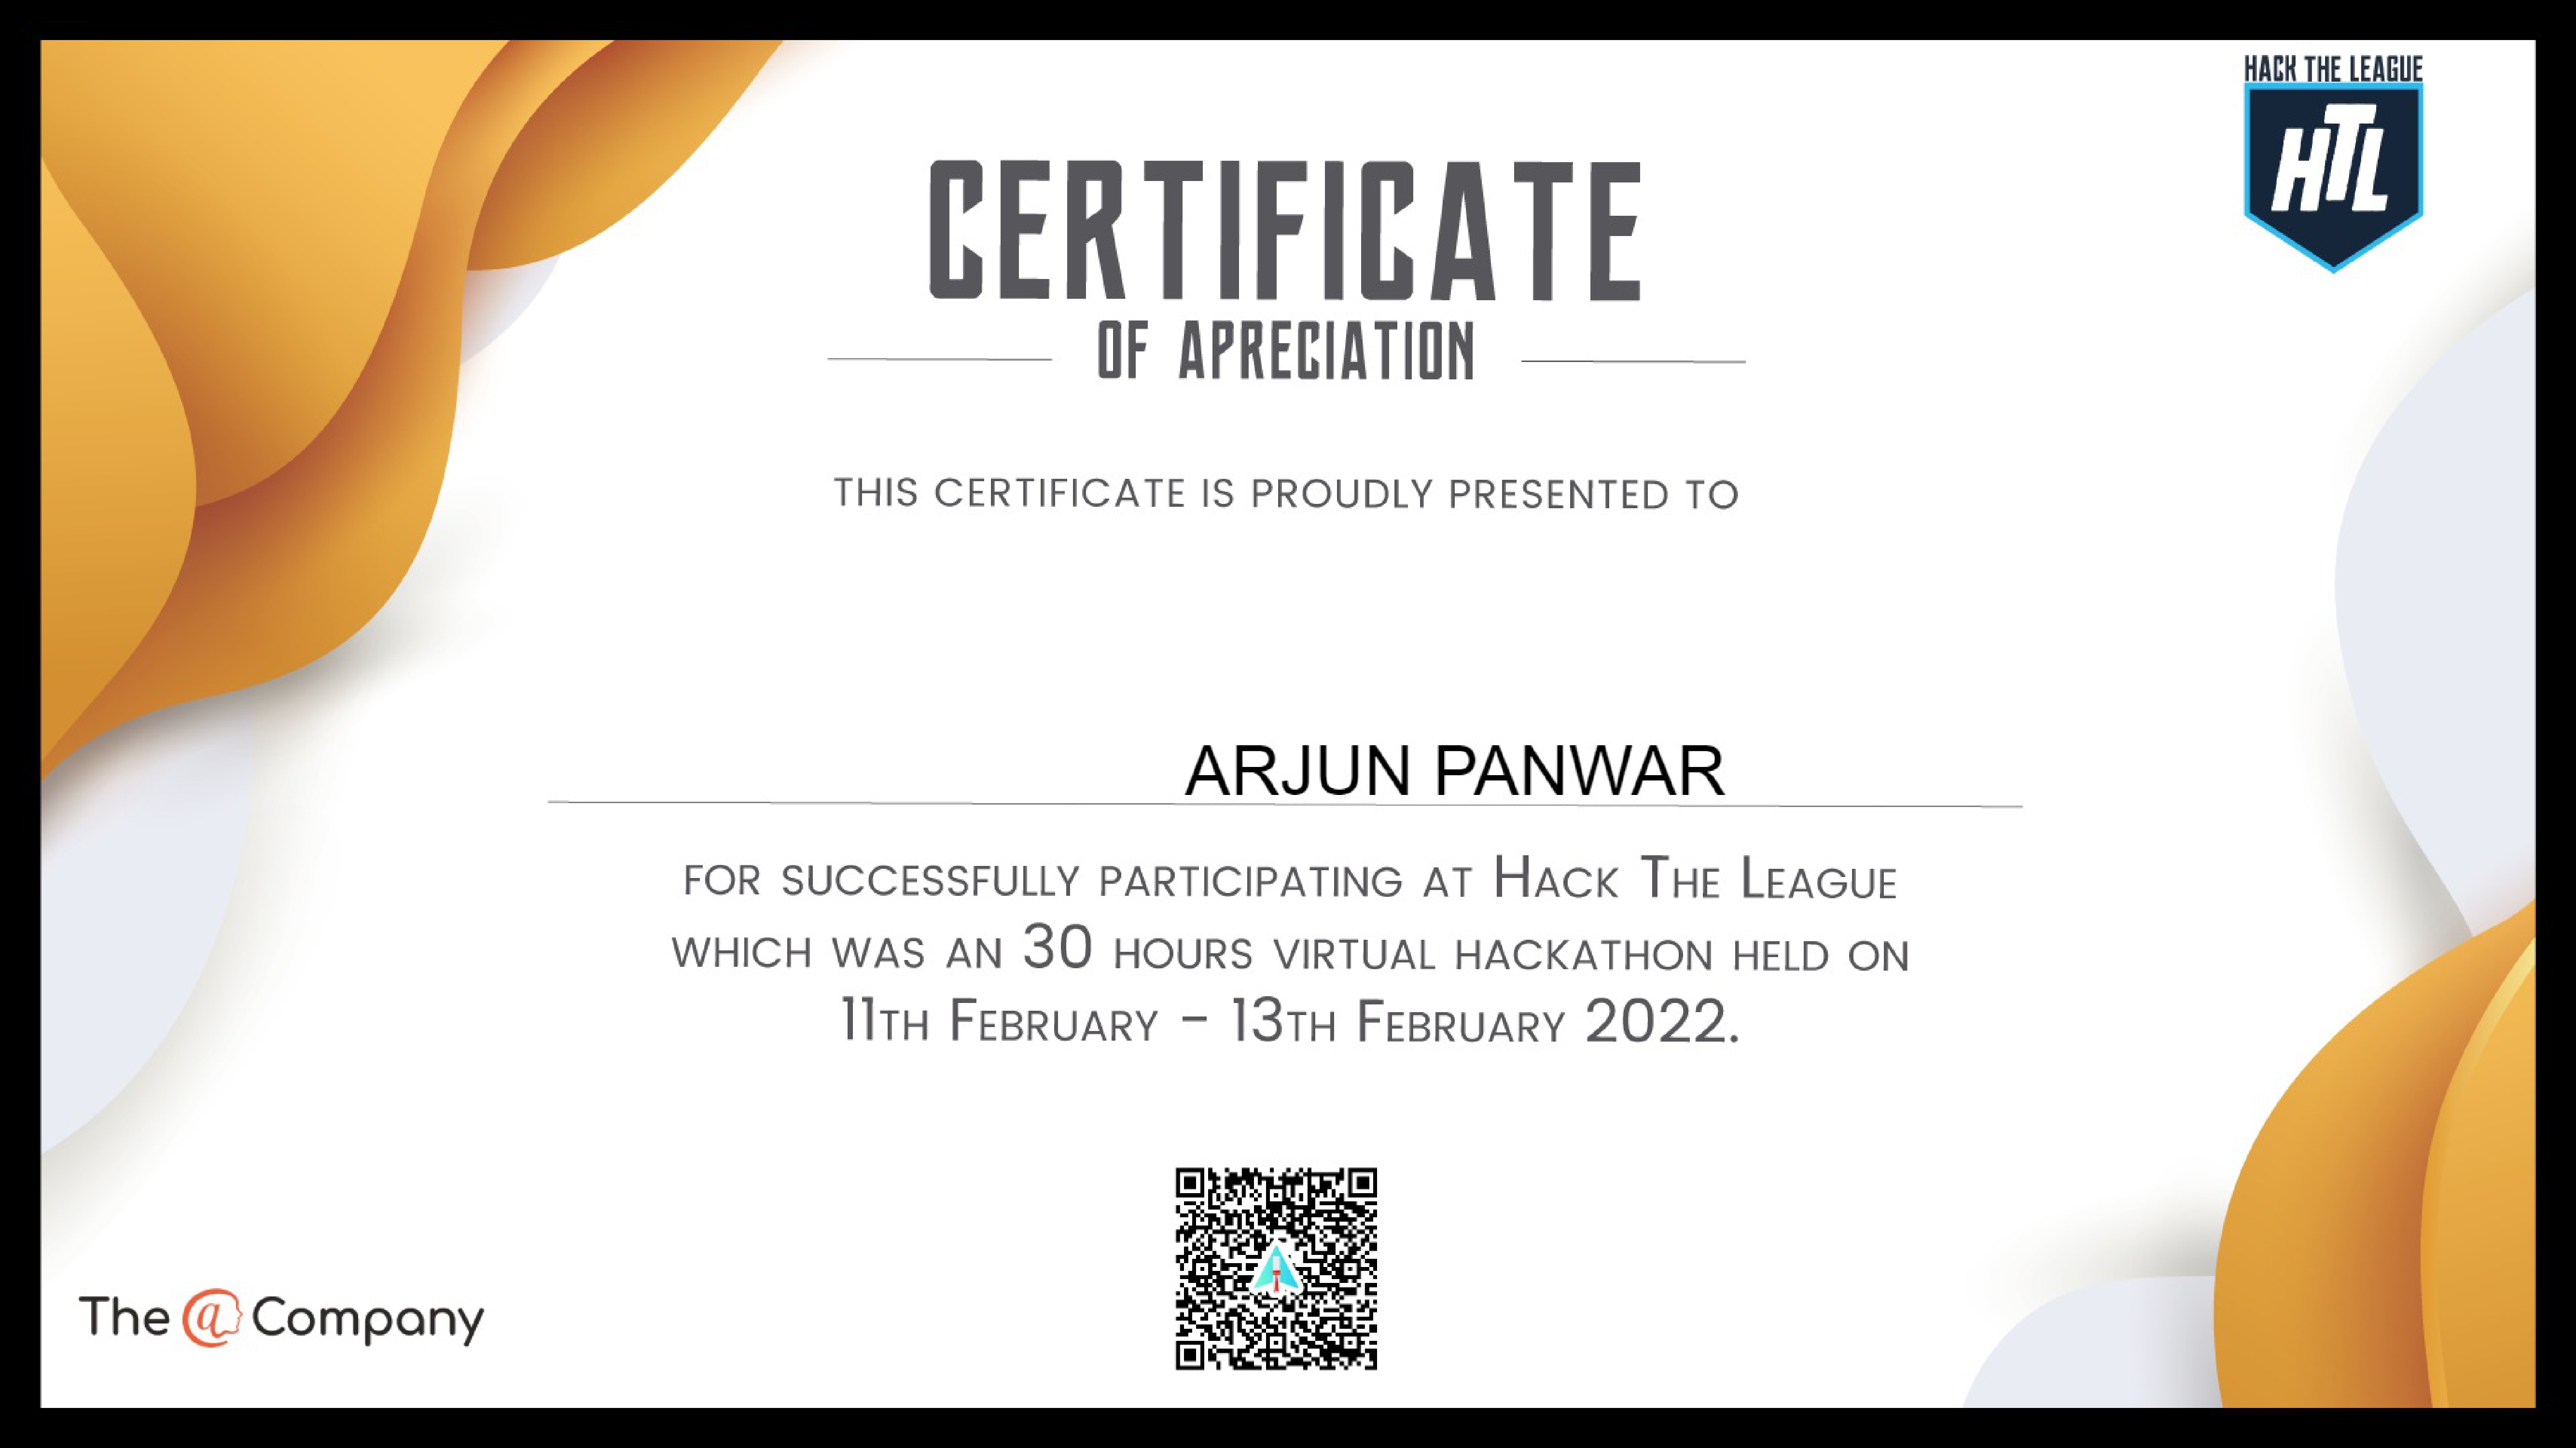 HACK THE LEAGUE
HTL
CERTIFICATE
OF APRECIATION
THIS CERTIFICATE IS PROUDLY PRESENTED TO
ARJUN PANWAR
FOR SUCCESSFULLY PARTICIPATING AT HACK THE LEAGUE
WHICH WAS AN 30 HOURS VIRTUAL HACKATHON HELD ON
11TH FEBRUARY - 13TH FEBRUARY 2022.
The @ Company